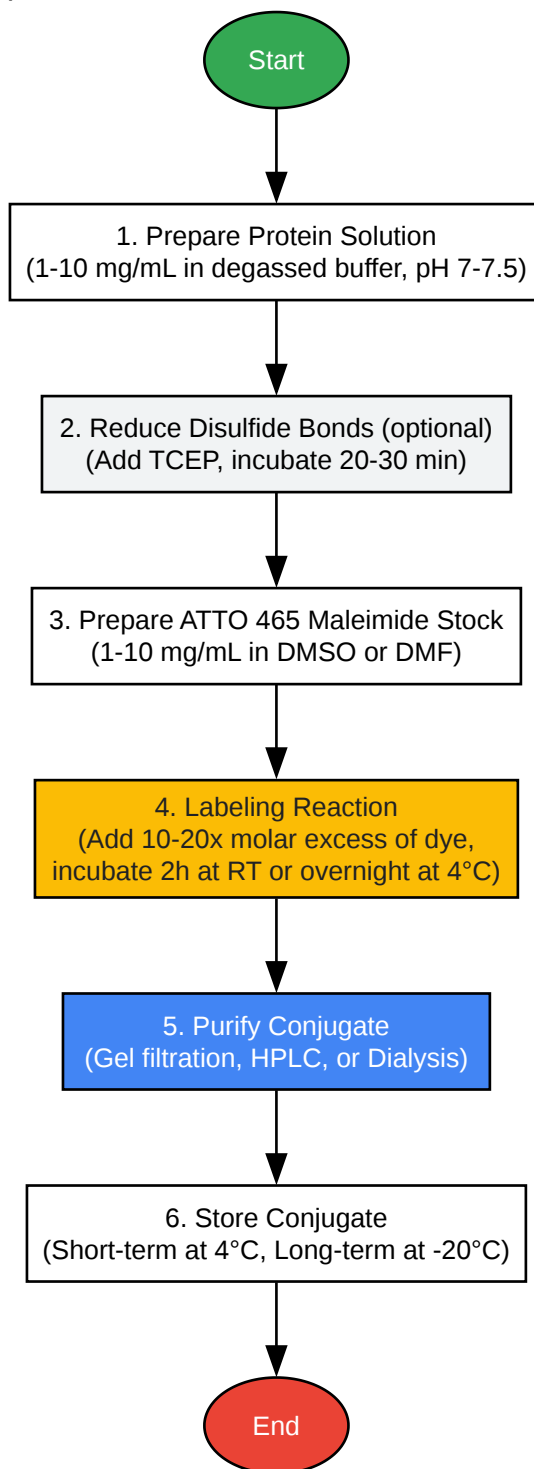 Start
1. Prepare Protein Solution
(1-10 mg/mL in degassed buffer, pH 7-7.5)
2. Reduce Disulfide Bonds (optional)
(Add TCEP, incubate 20-30 min)
3. Prepare ATTO 465 Maleimide Stock
(1-10 mg/mL in DMSO or DMF)
4. Labeling Reaction
(Add 10-20x molar excess of dye,
incubate 2h at RT or overnight at 4°C)
5. Purify Conjugate
(Gel filtration, HPLC, or Dialysis)
6. Store Conjugate
(Short-term at 4°C, Long-term at -20°C)
End